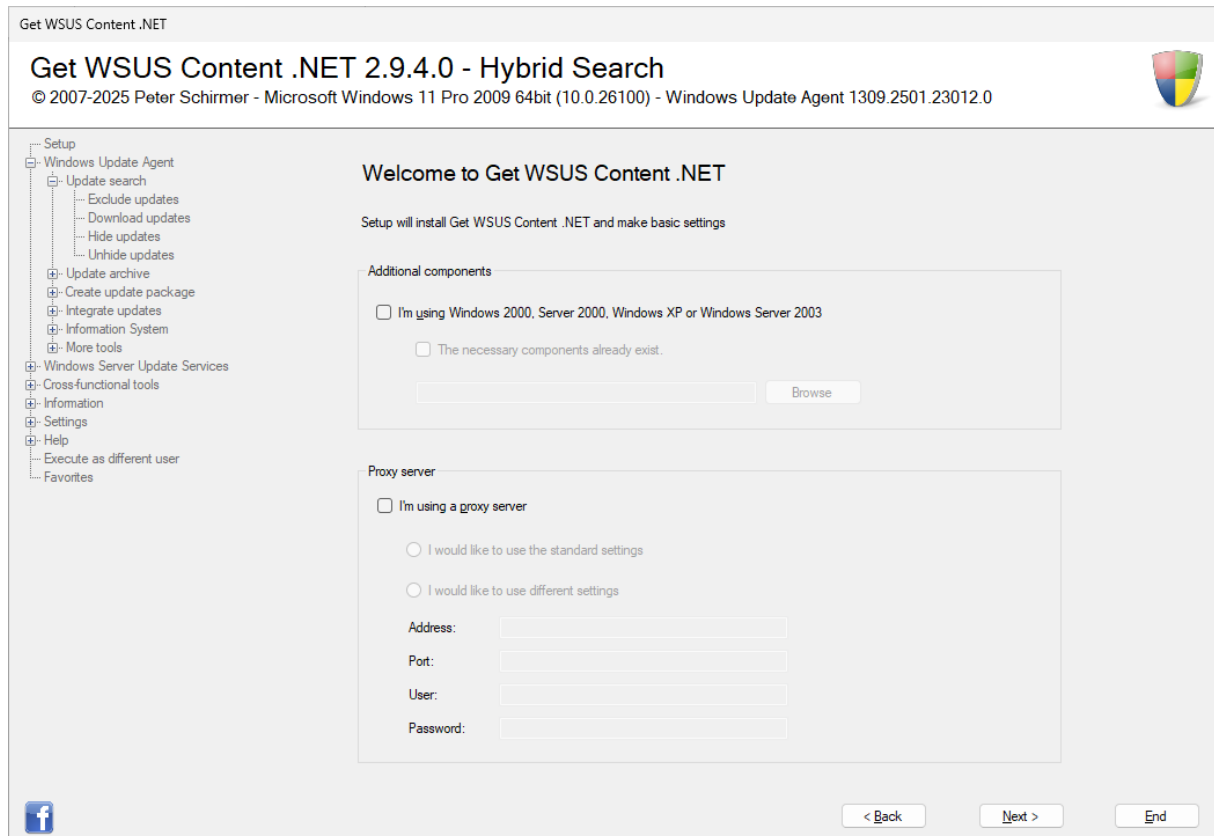 Get WSUS Content .NET
Get WSUS Content .NET 2.9.4.0 - Hybrid Search
© 2007-2025 Peter Schirmer - Microsoft Windows 11 Pro 2009 64bit (10.0.26100) - Windows Update Agent 1309.2501.23012.0
Setup
Windows Update Agent
Update search
Exclude updates
Download updates
Hide updates
Unhide updates
Update archive
Create update package
Integrate updates
Information System
More tools
Windows Server Update Services
Cross-functional tools
Information
Settings
Help
Execute as different user
Favorites
Welcome to Get WSUS Content .NET
Setup will install Get WSUS Content .NET and make basic settings
Additional components
I'm using Windows 2000, Server 2000, Windows XP or Windows Server 2003
The necessary components already exist.
Browse
Proxy server
I'm using a proxy server
I would like to use the standard settings
I would like to use different settings
Address:
Port:
User:
Password:
f
< Back Next > End